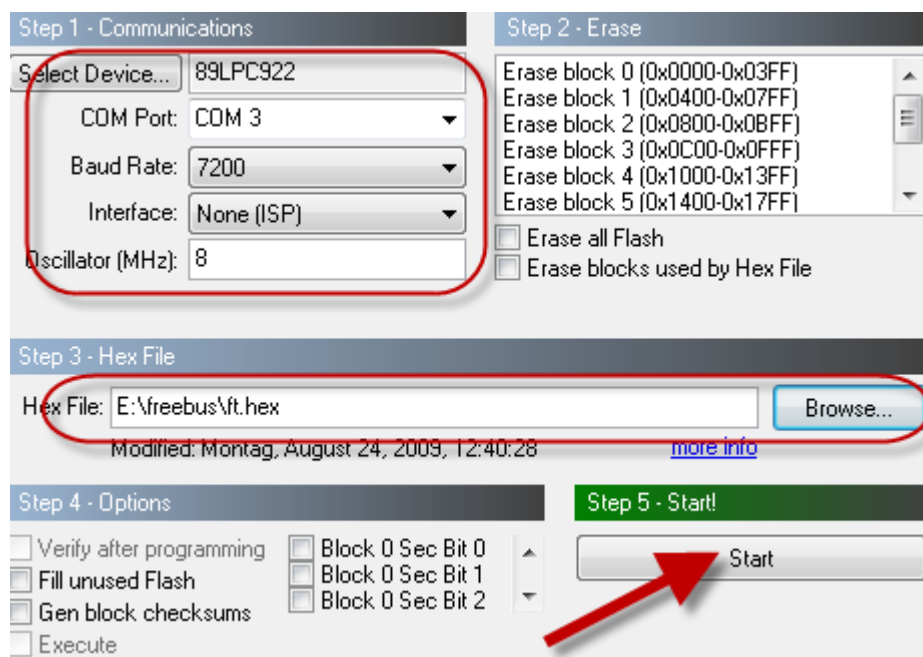 Step 1 - Communications
Select Device... 89LPC922
COM Port: COM 3
Baud Rate: 7200
Interface: None (ISP)
Oscillator (MHz): 8
Step 2 - Erase
Erase block 0 (0x0000-0x03FF)
Erase block 1 (0x0400-0x07FF)
Erase block 2 (0x0800-0x0BFF)
Erase block 3 (0x0C00-0x0FFF)
Erase block 4 (0x1000-0x13FF)
Erase block 5 (0x1400-0x17FF)
Erase all Flash
Erase blocks used by Hex File
Step 3 - Hex File
Hex File: E:\freebus\ft.hex Browse...
Modified: Montag, August 24, 2009, 12:40:28 more info
Step 4 - Options
Verify after programming
Fill unused Flash
Gen block checksums
Execute
Block 0 Sec Bit 0
Block 0 Sec Bit 1
Block 0 Sec Bit 2
Step 5 - Start!
Start